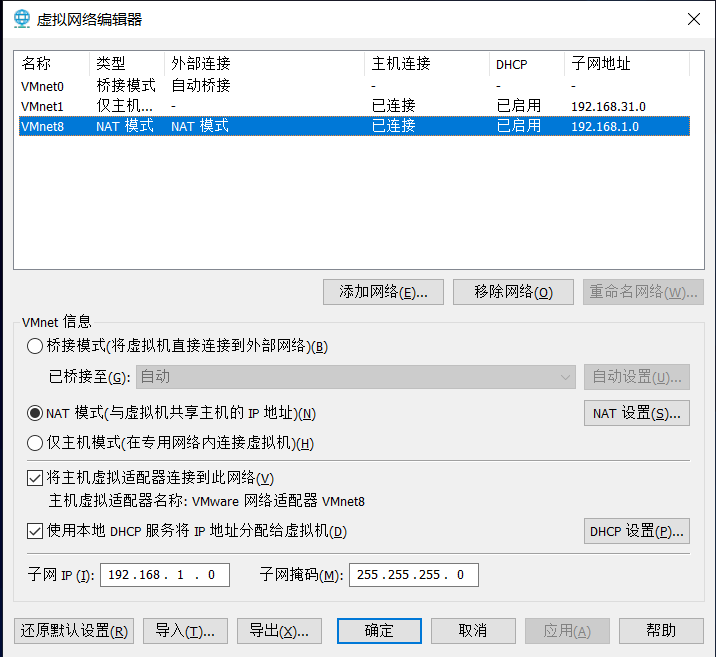 虚拟网络编辑器
名称 类型 外部连接 主机连接 DHCP 子网地址
VMnet0 桥接模式 自动桥接 - - -
VMnet1 仅主机... - 已连接 已启用 192.168.31.0
VMnet8 NAT 模式 NAT 模式 已连接 已启用 192.168.1.0
添加网络(E)... 移除网络(O) 重命名网络(W)...
VMnet 信息
桥接模式(将虚拟机直接连接到外部网络)(B)
已桥接至(G): 自动 自动设置(U)...
NAT 模式(与虚拟机共享主机的 IP 地址)(N) NAT 设置(S)...
仅主机模式(在专用网络内连接虚拟机)(H)
将主机虚拟适配器连接到此网络(V)
主机虚拟适配器名称: VMware 网络适配器 VMnet8
使用本地 DHCP 服务将 IP 地址分配给虚拟机(D) DHCP 设置(P)...
子网 IP (I): 192 . 168 . 1 . 0 子网掩码(M): 255 . 255 . 255 . 0
还原默认设置(R) 导入(T)... 导出(X)... 确定 取消 应用(A) 帮助